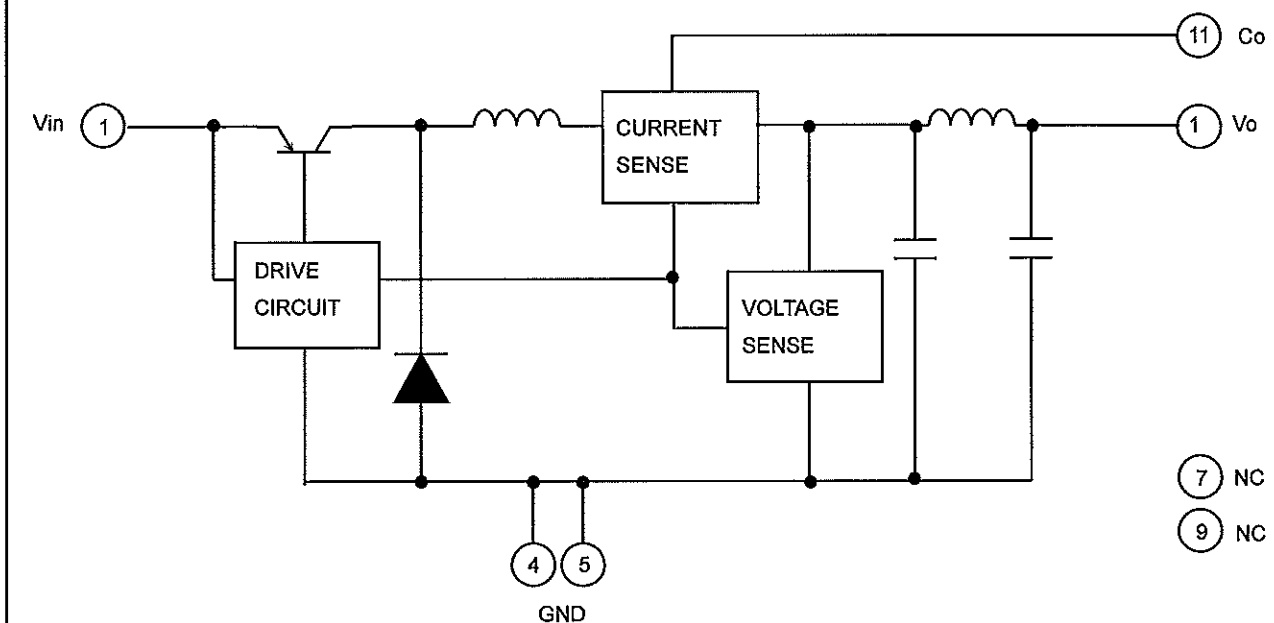 11 Co
Vin 1
CURRENT
SENSE
1 Vo
DRIVE
CIRCUIT
VOLTAGE
SENSE
7 NC
9 NC
4 5
GND